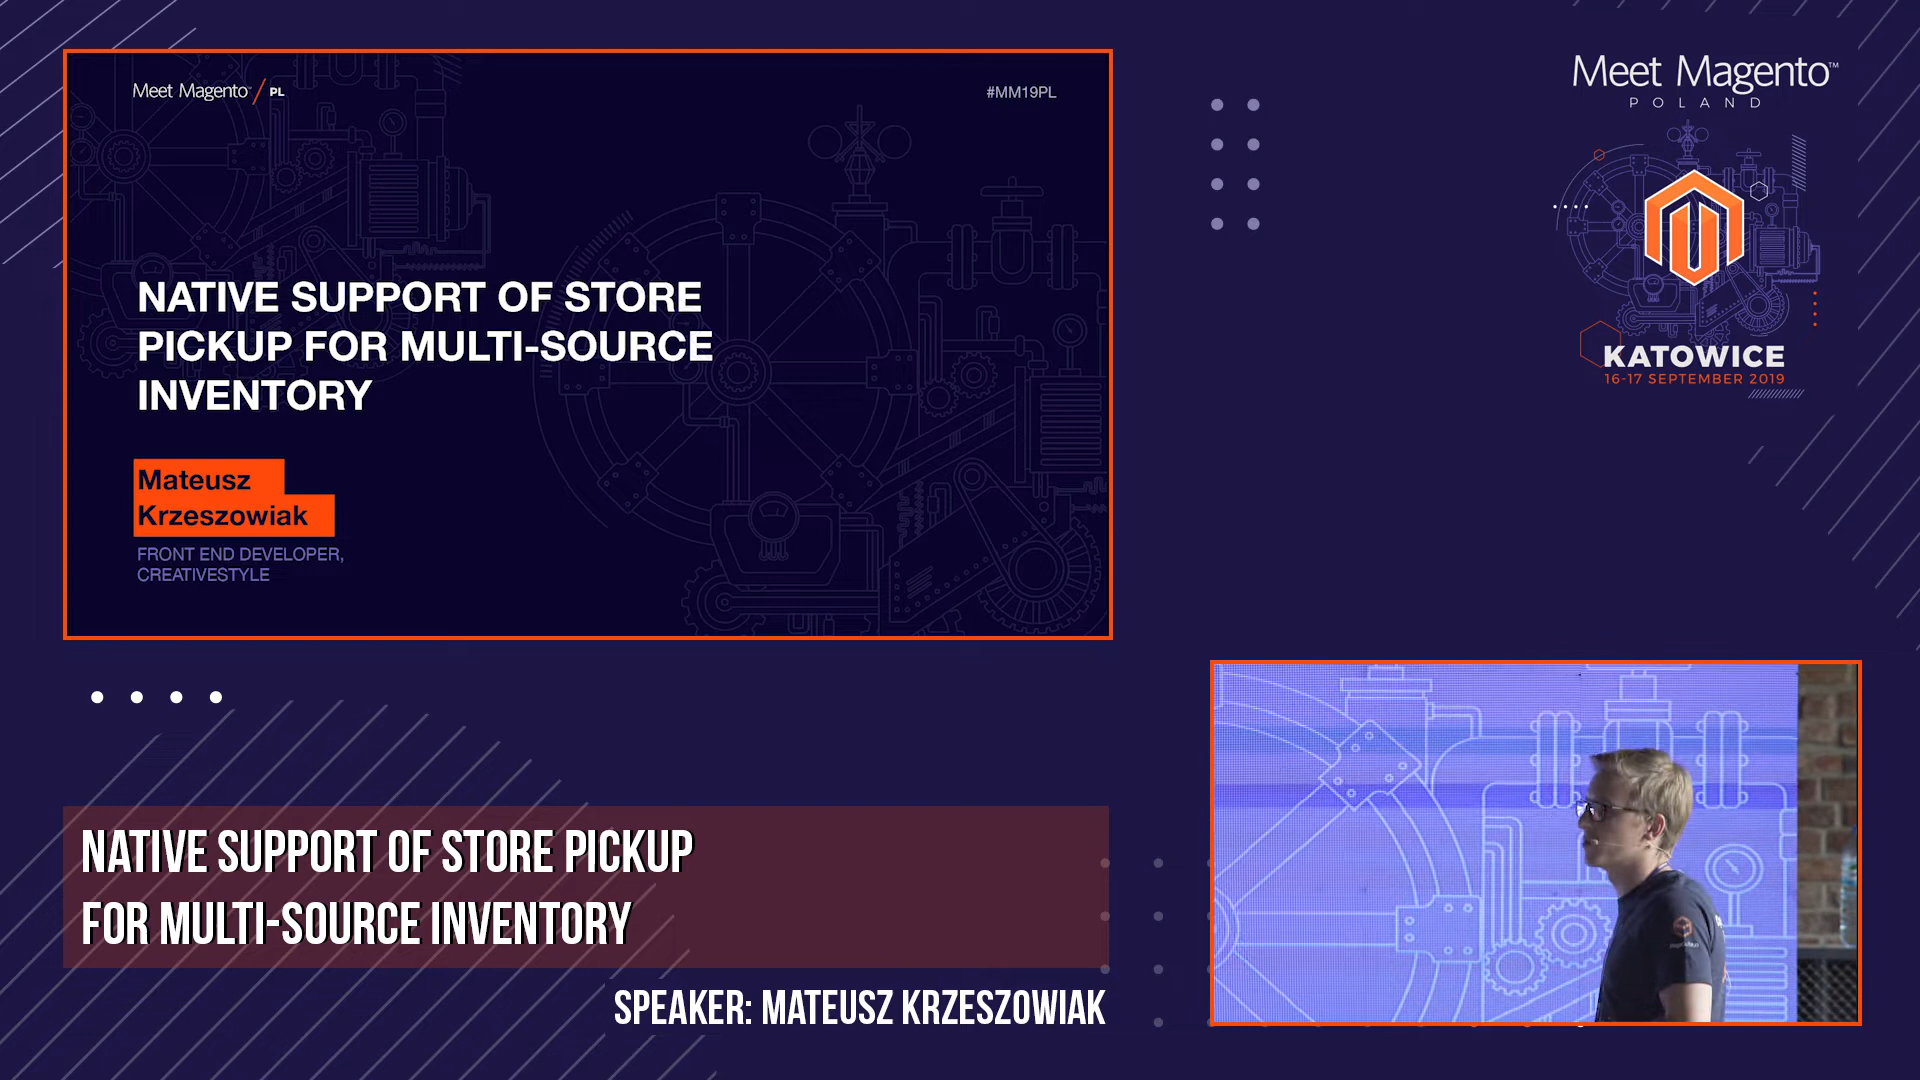 Meet Magento / PL
#MM19PL
NATIVE SUPPORT OF STORE
PICKUP FOR MULTI-SOURCE
INVENTORY
Mateusz
Krzeszowiak
FRONT END DEVELOPER,
CREATIVESTYLE
Meet Magento™
POLAND
KATOWICE
16-17 SEPTEMBER 2019
NATIVE SUPPORT OF STORE PICKUP
FOR MULTI-SOURCE INVENTORY
SPEAKER: MATEUSZ KRZESZOWIAK